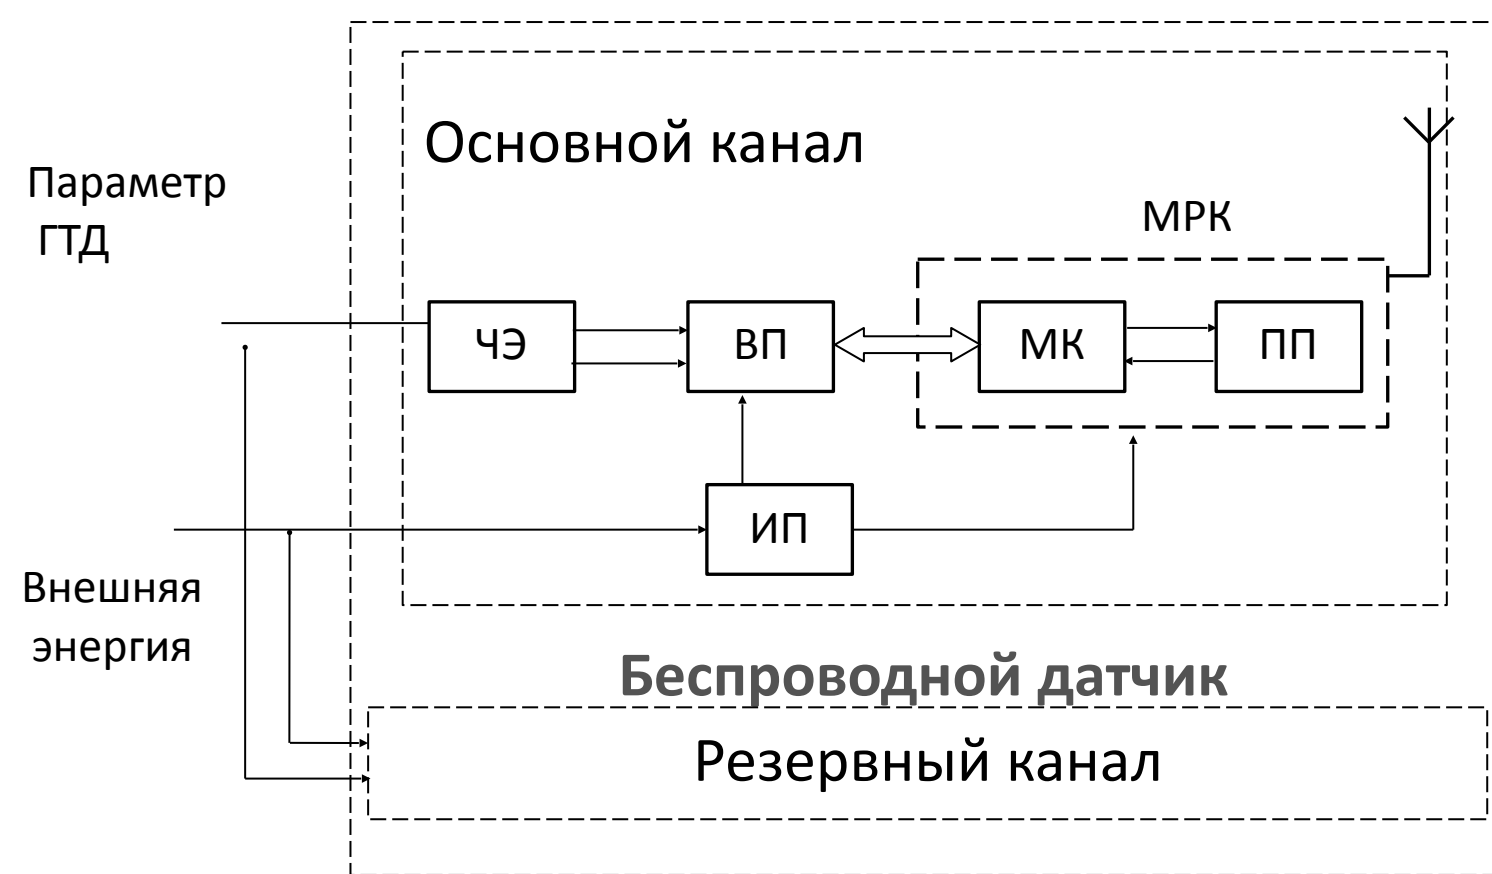 Основной канал
Параметр
ГТД
МРК
ЧЭ
ВП
МК
ПП
ИП
Внешняя
энергия
Беспроводной датчик
Резервный канал